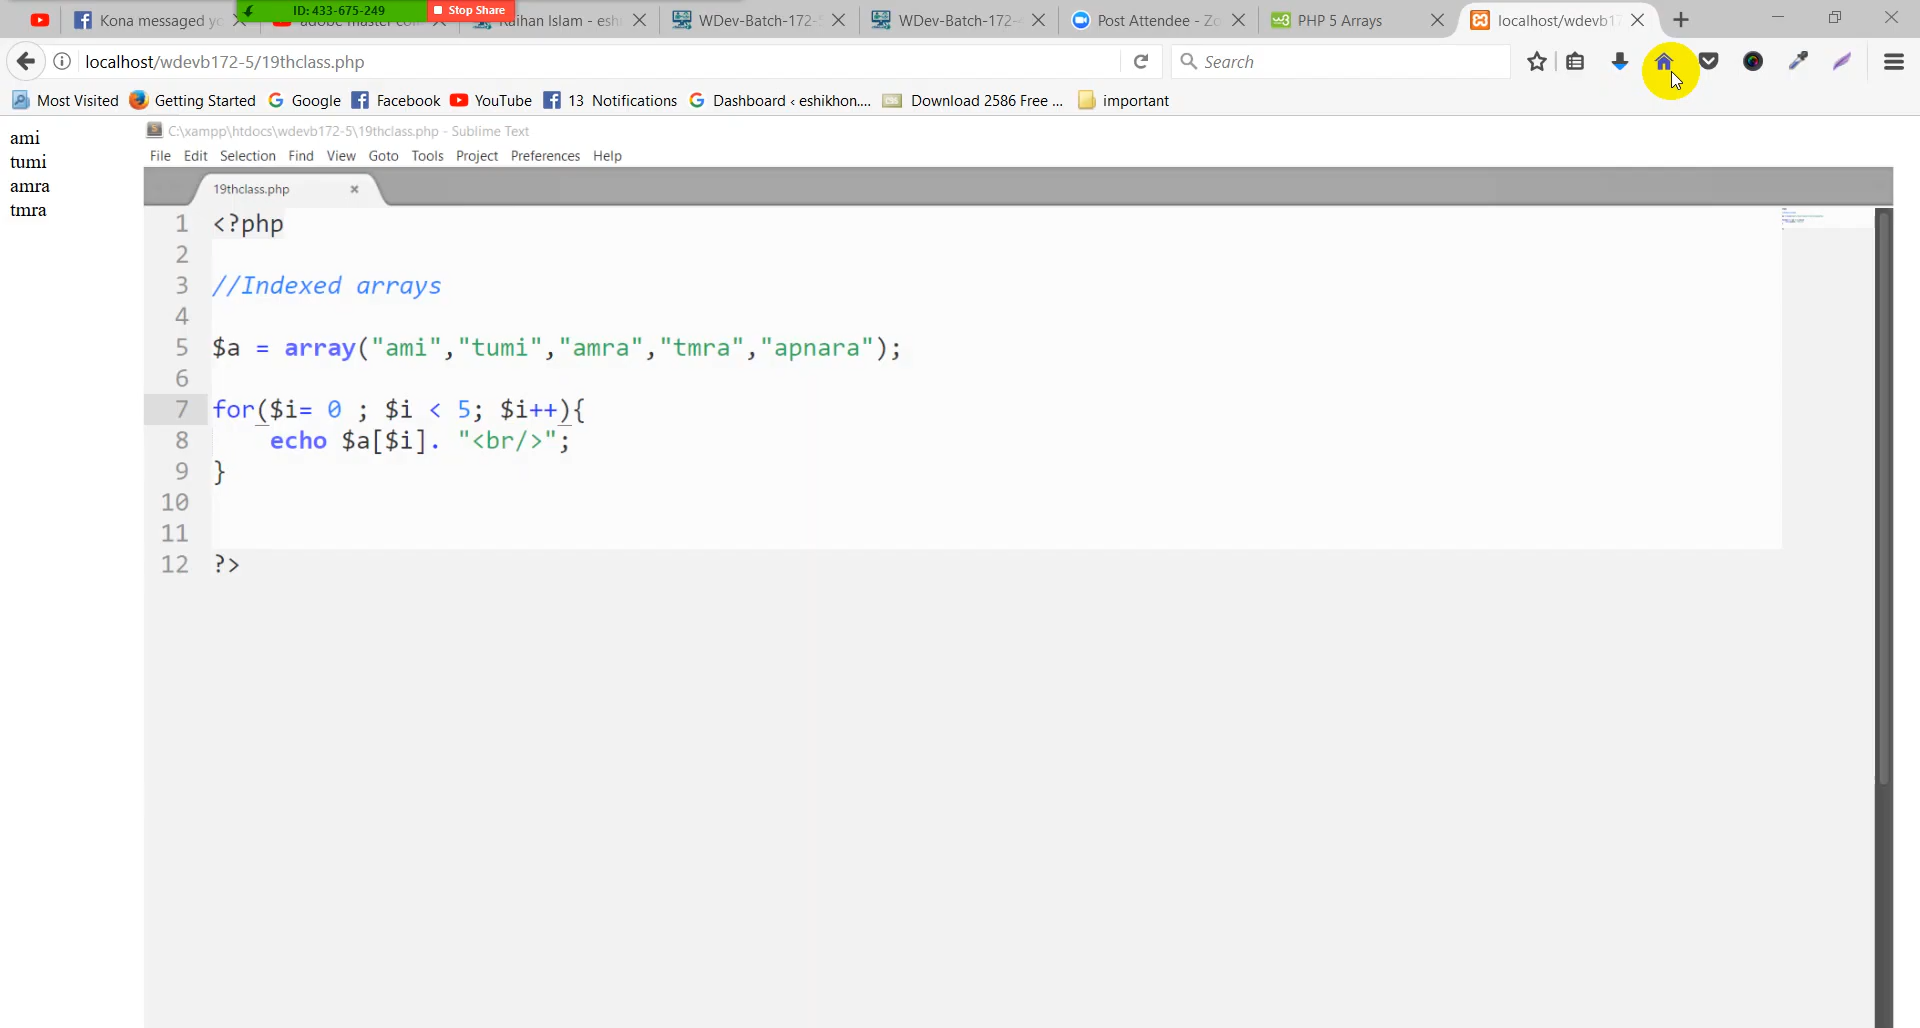 Kona messaged yo
ID: 433-675-249
Stop Share
Raihan Islam - esh
WDev-Batch-172-5
WDev-Batch-172-
Post Attendee - Zo
PHP 5 Arrays
localhost/wdevb17
localhost/wdevb172-5/19thclass.php
Search
Most Visited
Getting Started
Google
Facebook
YouTube
13 Notifications
Dashboard ‹ eshikhon....
Download 2586 Free ...
important
ami
tumi
amra
tmra
C:\xampp\htdocs\wdevb172-5\19thclass.php - Sublime Text
File Edit Selection Find View Goto Tools Project Preferences Help
19thclass.php
1 <?php
2
3 //Indexed arrays
4
5 $a = array("ami","tumi","amra","tmra","apnara");
6
7 for($i= 0 ; $i < 5; $i++){
8 echo $a[$i]. "<br/>";
9 }
10
11
12 ?>